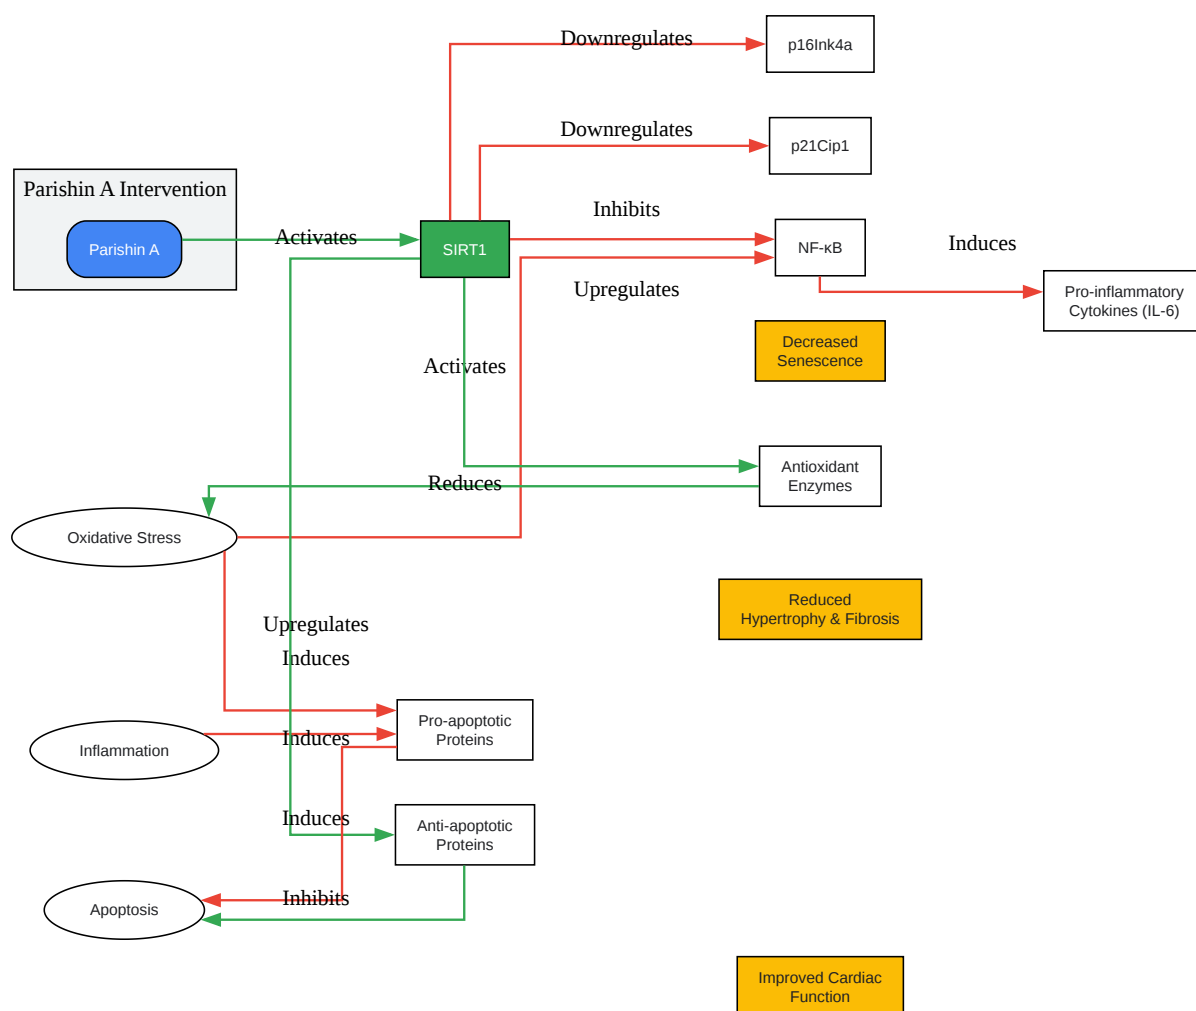 Downregulates
p16Ink4a
Downregulates
p21Cip1
Parishin A Intervention
Parishin A
Activates
SIRT1
Inhibits
NF-κB
Induces
Upregulates
Pro-inflammatory
Cytokines (IL-6)
Decreased
Senescence
Activates
Antioxidant
Enzymes
Reduces
Oxidative Stress
Reduced
Hypertrophy & Fibrosis
Upregulates
Induces
Pro-apoptotic
Proteins
Inflammation
Induces
Induces
Anti-apoptotic
Proteins
Apoptosis
Inhibits
Improved Cardiac
Function